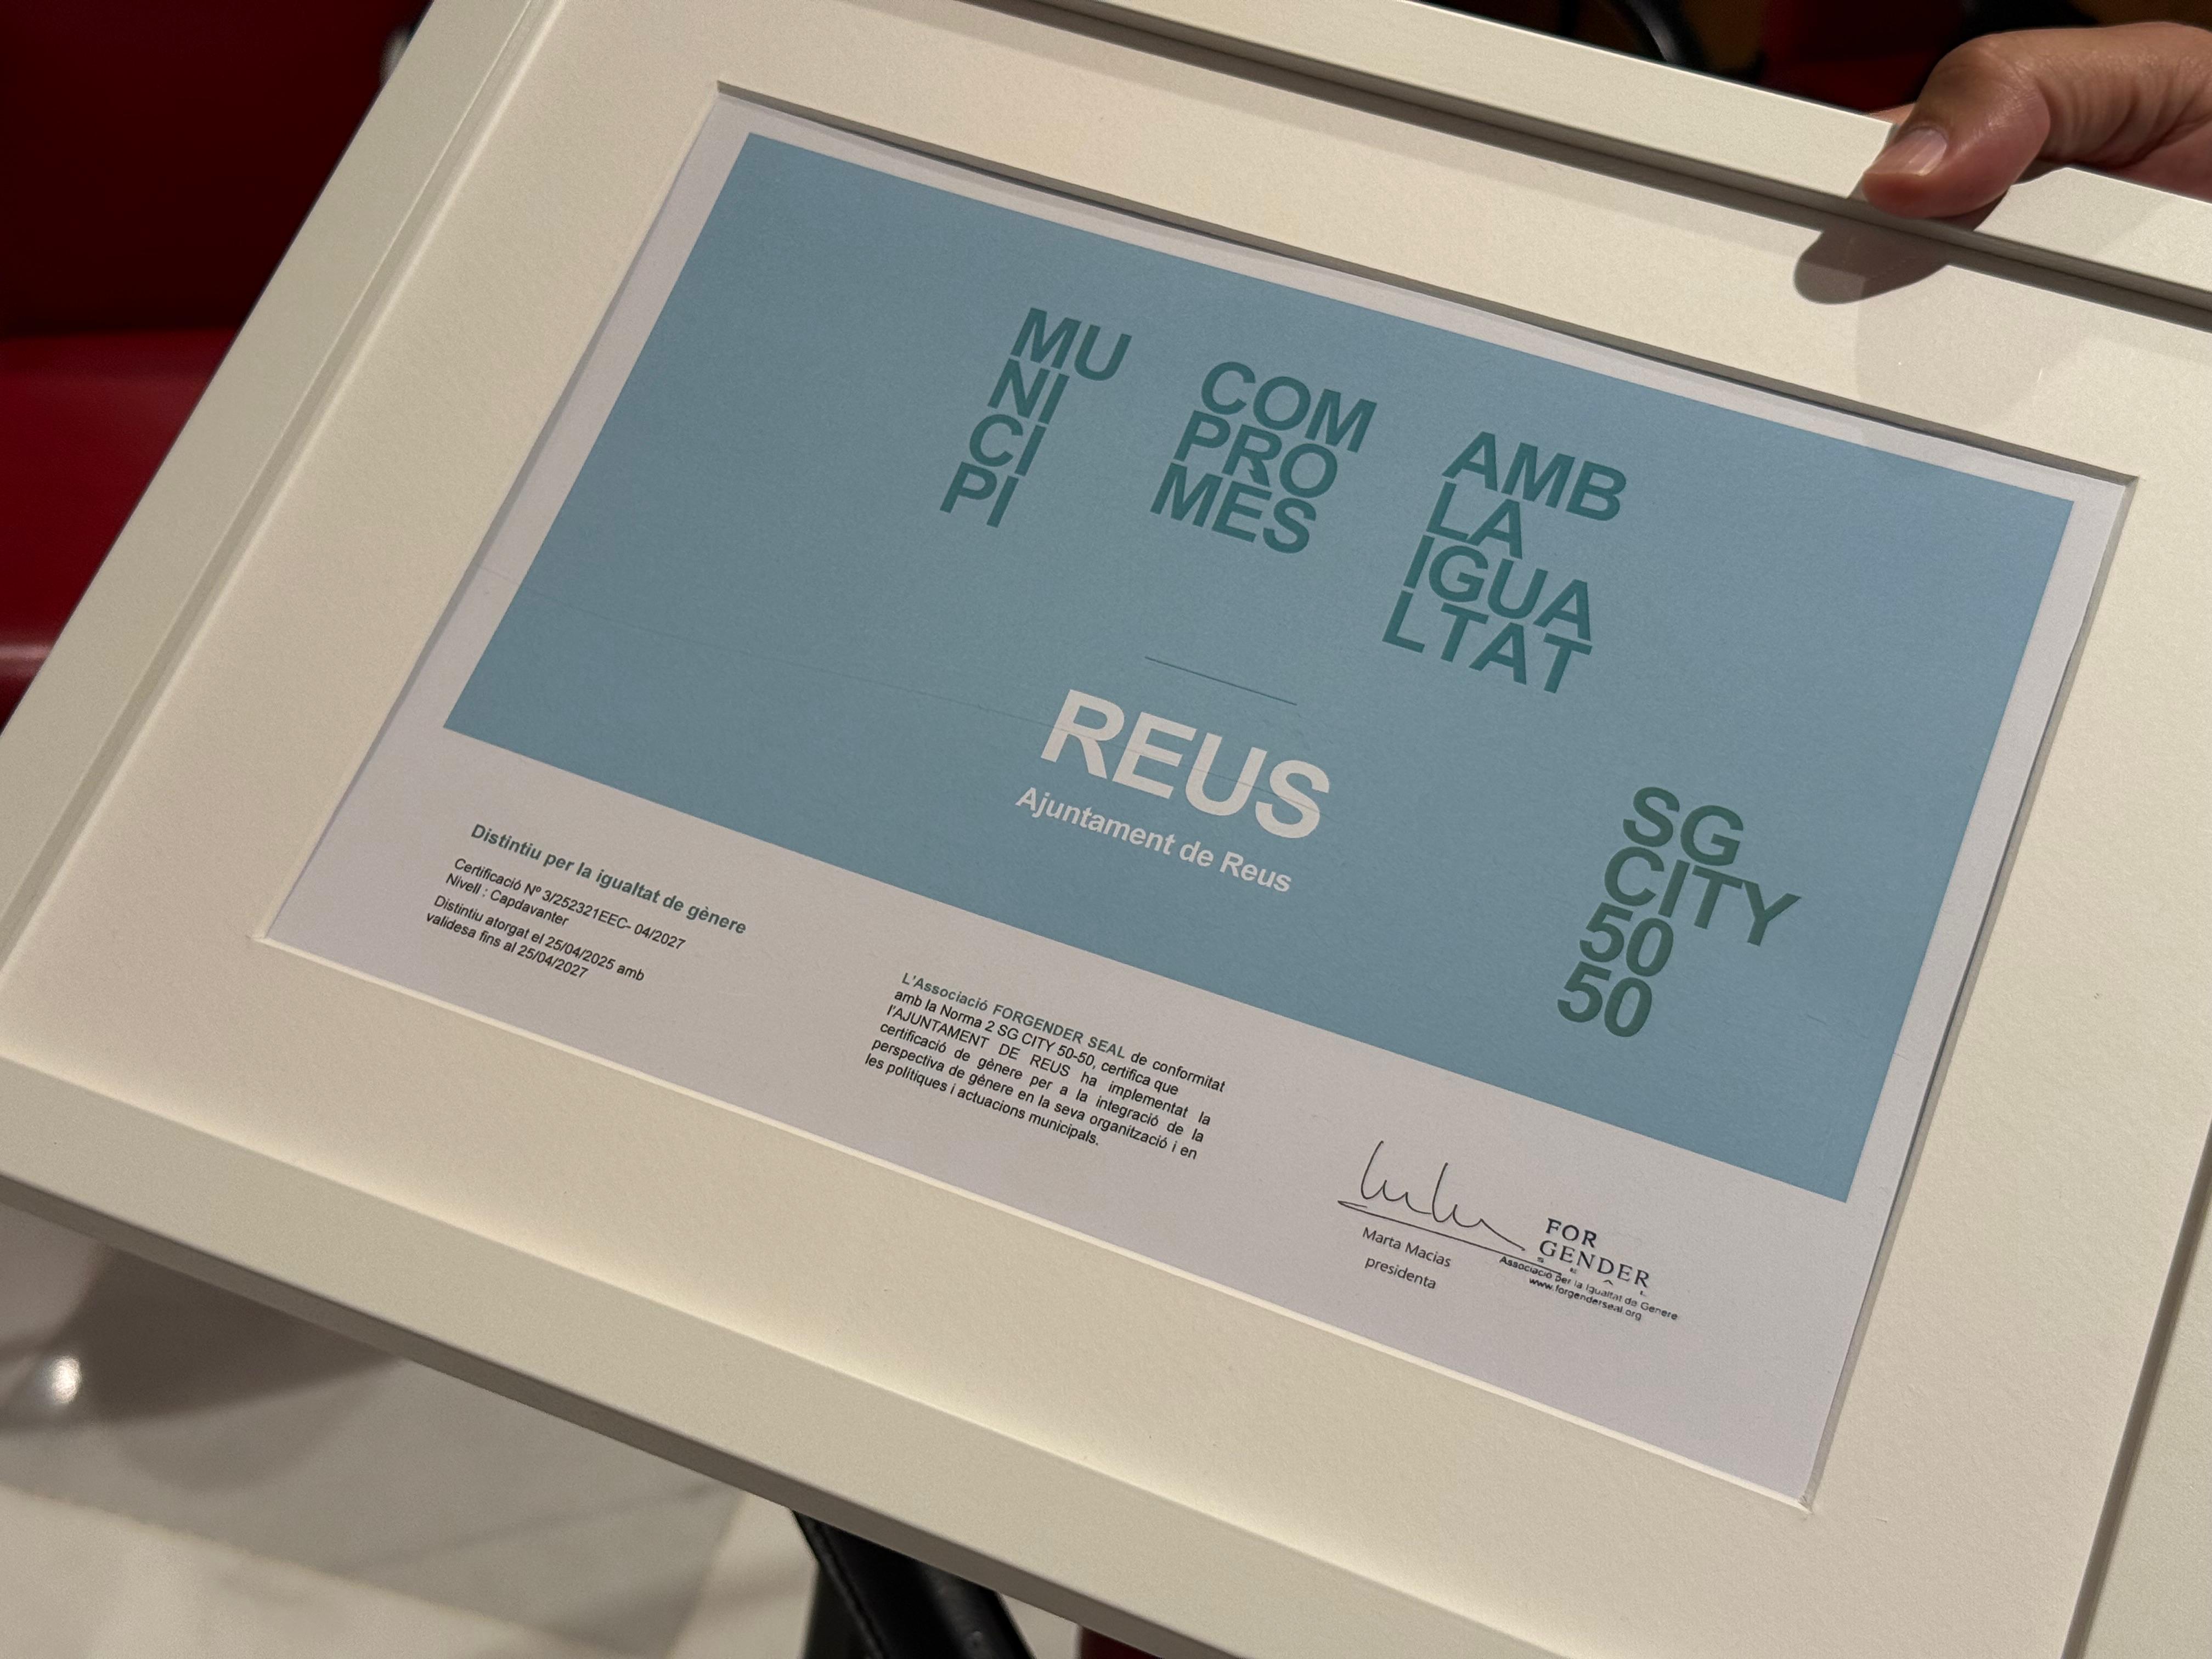 MU
NI
CI
PI
COM
PRO
MÈS
AMB
LA
IGUA
LTAT
REUS
Ajuntament de Reus
SG
CITY
50
50
Distintiu per la igualtat de gènere
Certificació Nº 3/252321EEC- 04/2027
Nivell : Capdavanter
Distintiu atorgat el 25/04/2025 amb
validesa fins al 25/04/2027
L'Associació FORGENDER SEAL de conformitat
amb la Norma 2 SG CITY 50-50, certifica que
l'AJUNTAMENT DE REUS ha implementat la
certificació de gènere per a la integració de la
perspectiva de gènere en la seva organització i en
les polítiques i actuacions municipals.
Marta Macias
presidenta
FOR
GENDER
S E A L
Associació per la Igualtat de Genere
www.forgenderseal.org